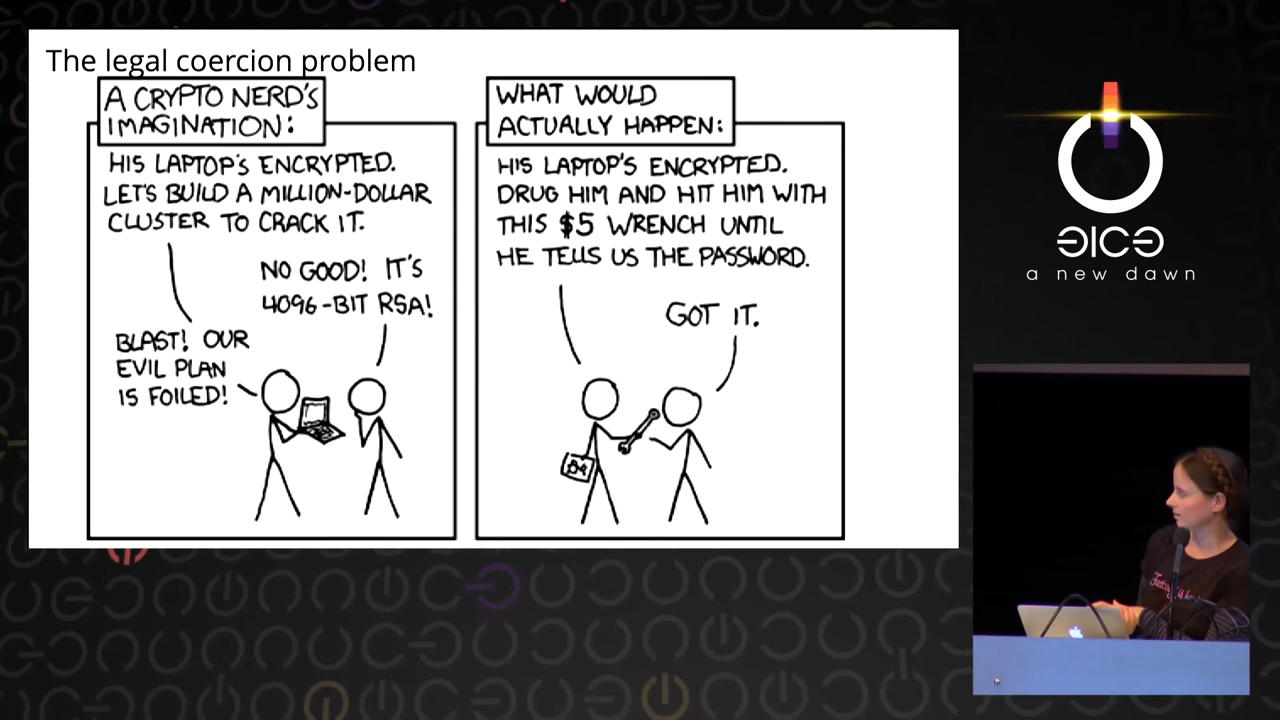 The legal coercion problem
A CRYPTO NERD'S
IMAGINATION:
HIS LAPTOP'S ENCRYPTED.
LET'S BUILD A MILLION-DOLLAR
CLUSTER TO CRACK IT.
NO GOOD! IT'S
4096-BIT RSA!
BLAST! OUR
EVIL PLAN
IS FOILED!
WHAT WOULD
ACTUALLY HAPPEN:
HIS LAPTOP'S ENCRYPTED.
DRUG HIM AND HIT HIM WITH
THIS $5 WRENCH UNTIL
HE TELLS US THE PASSWORD.
GOT IT.
a new dawn